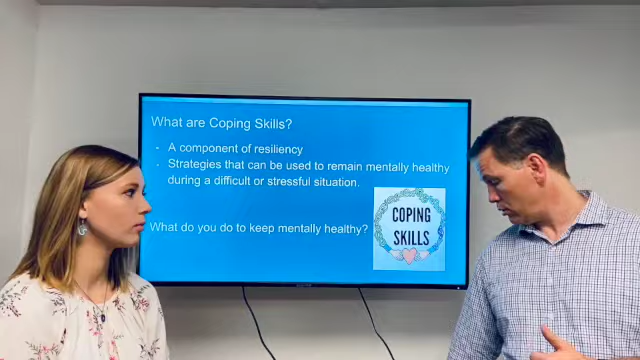 What are Coping Skills?
- A component of resiliency
- Strategies that can be used to remain mentally healthy
during a difficult or stressful situation.
What do you do to keep mentally healthy?
COPING
SKILLS